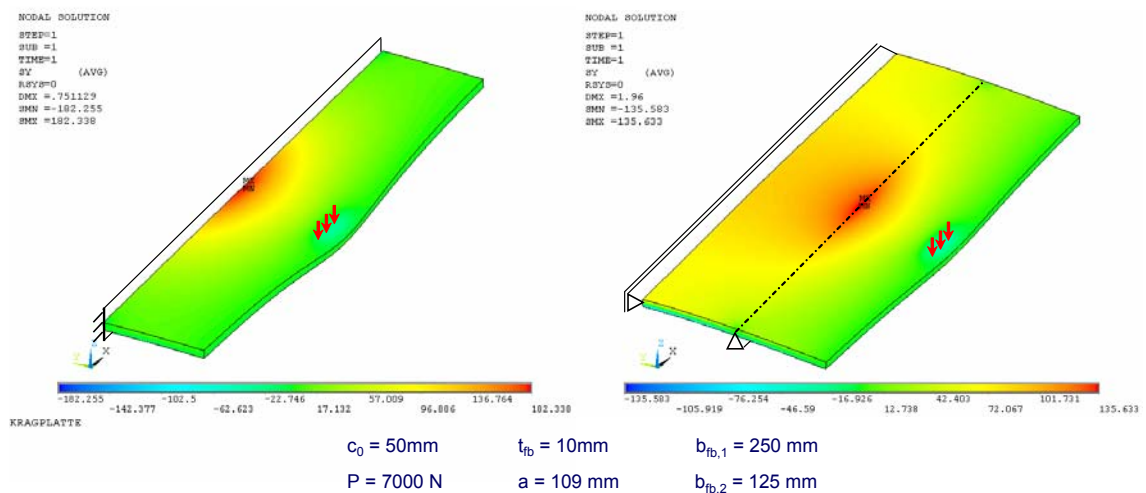 NODAL SOLUTION
STEP=1
SUB =1
TIME=1
SY (AVG)
RSYS=0
DMX =.751129
SMN =-182.255
SMX =182.338
MX
MN
X
Z
-182.255 -102.5 -22.746 57.009 136.764
-142.377 -62.623 17.132 96.886 182.338
KRAGPLATTE
NODAL SOLUTION
STEP=1
SUB =1
TIME=1
SY (AVG)
RSYS=0
DMX =1.96
SMN =-135.583
SMX =135.633
MX
MN
X
Z
-135.583 -76.254 -16.926 42.403 101.731
-105.919 -46.59 12.738 72.067 135.633
c0 = 50mm tfb = 10mm bfb,1 = 250 mm
P = 7000 N a = 109 mm bfb,2 = 125 mm